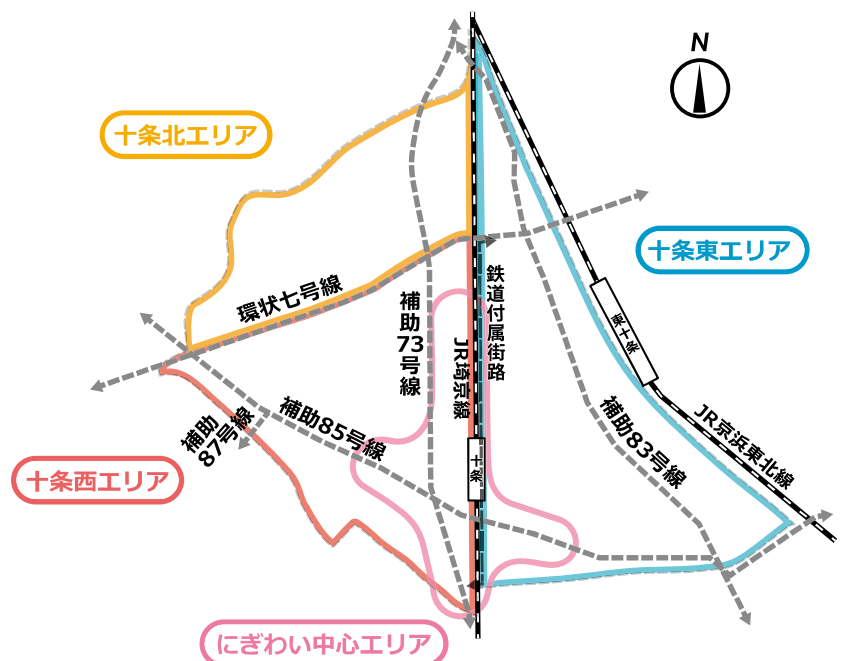 N
十条北エリア
十条東エリア
環状七号線
鉄道付属街路
補助73号線
JR埼京線
東十条
補助
87号線
補助85号線
補助83号線
JR京浜東北線
十条
十条西エリア
にぎわい中心エリア